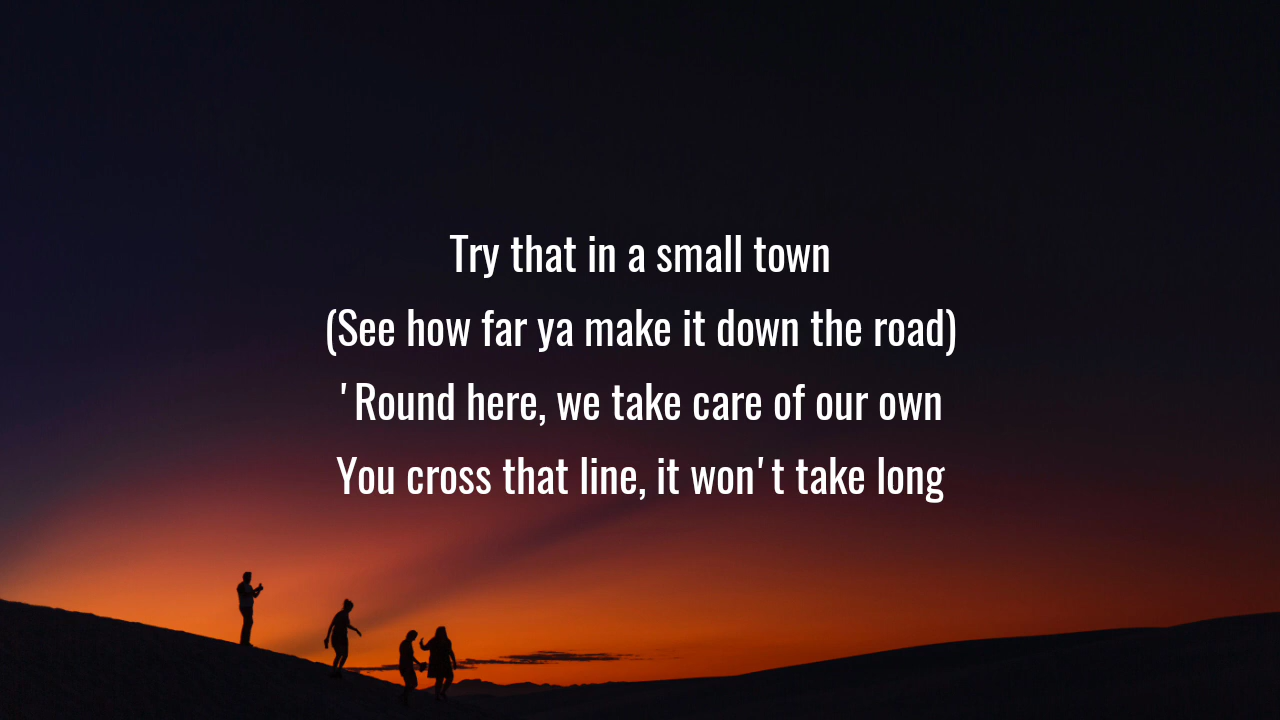 Try that in a small town
(See how far ya make it down the road)
'Round here, we take care of our own
You cross that line, it won't take long